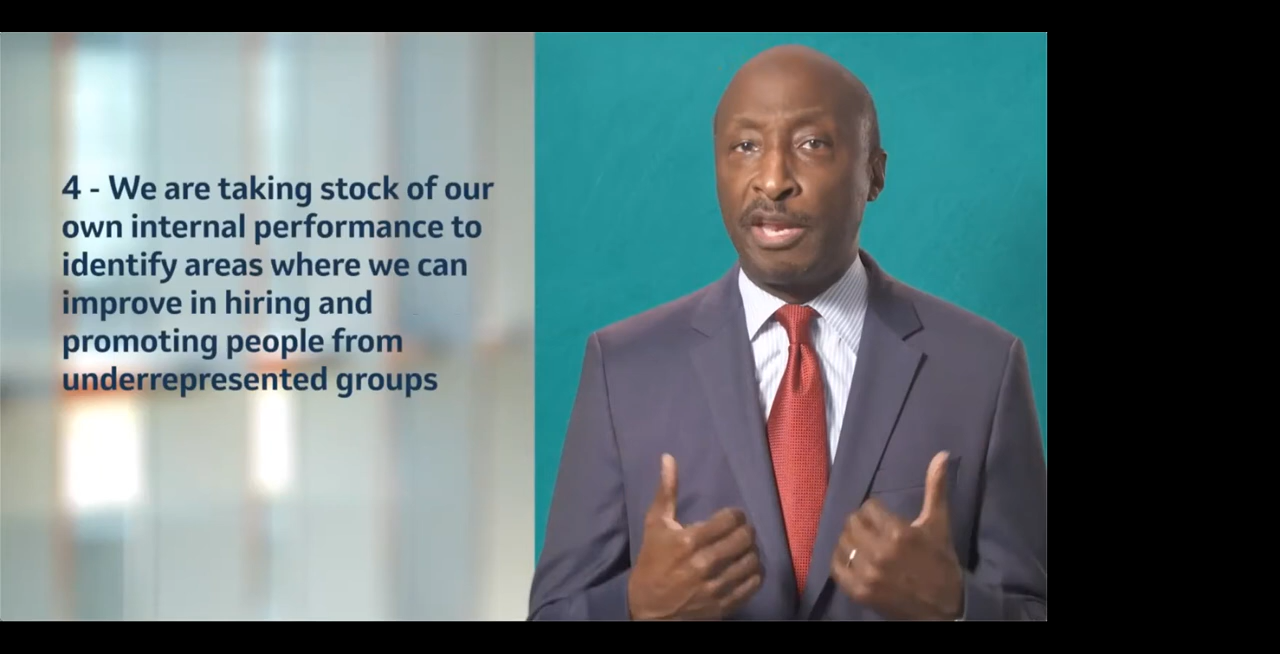 4 - We are taking stock of our
own internal performance to
identify areas where we can
improve in hiring and
promoting people from
underrepresented groups